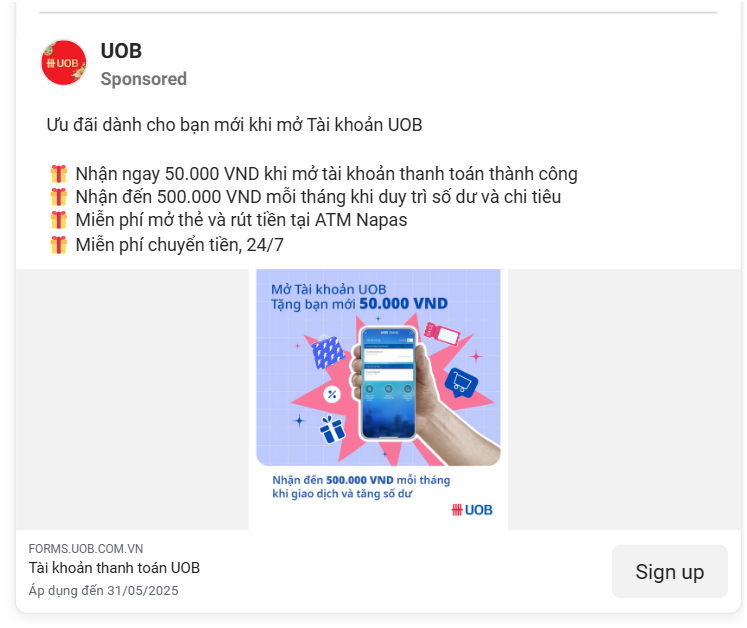 UOB
UOB
Sponsored
Ưu đãi dành cho bạn mới khi mở Tài khoản UOB
Nhận ngay 50.000 VND khi mở tài khoản thanh toán thành công
Nhận đến 500.000 VND mỗi tháng khi duy trì số dư và chi tiêu
Miễn phí mở thẻ và rút tiền tại ATM Napas
Miễn phí chuyển tiền, 24/7
Mở Tài khoản UOB
Tặng bạn mới 50.000 VND
%
Nhận đến 500.000 VND mỗi tháng
khi giao dịch và tăng số dư
UOB
FORMS.UOB.COM.VN
Tài khoản thanh toán UOB
Áp dụng đến 31/05/2025
Sign up